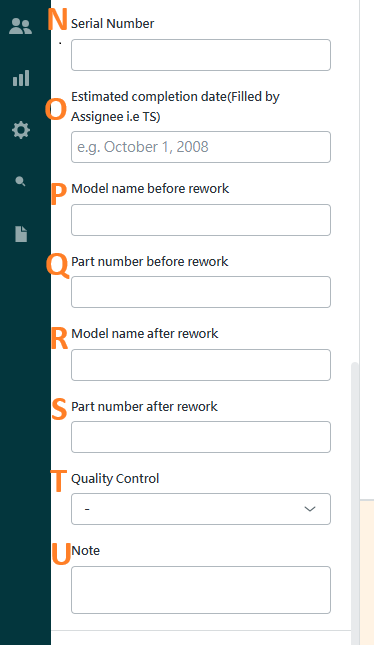 N Serial Number
O Estimated completion date(Filled by
Assignee i.e TS)
e.g. October 1, 2008
P Model name before rework
Q Part number before rework
R Model name after rework
S Part number after rework
T Quality Control
-
U Note